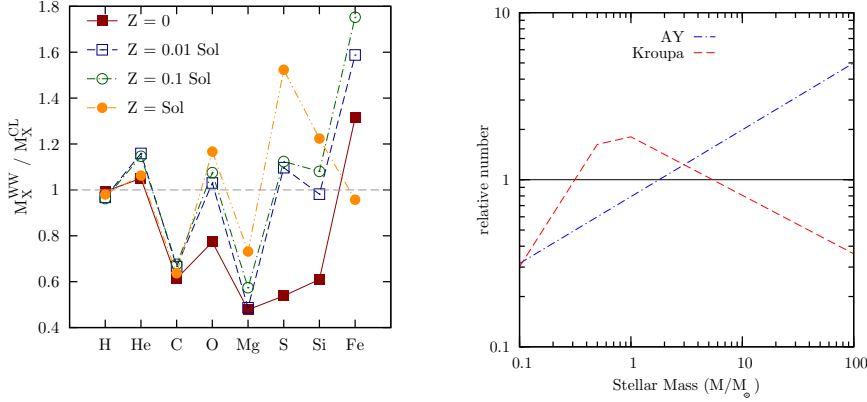 1.8
1.6
1.4
1.2
1
0.8
0.6
0.4
M_X^WW / M_X^CL
Z = 0
Z = 0.01 Sol
Z = 0.1 Sol
Z = Sol
H He C O Mg S Si Fe
10
1
0.1
relative number
AY
Kroupa
0.1 1 10 100
Stellar Mass (M/M☉)